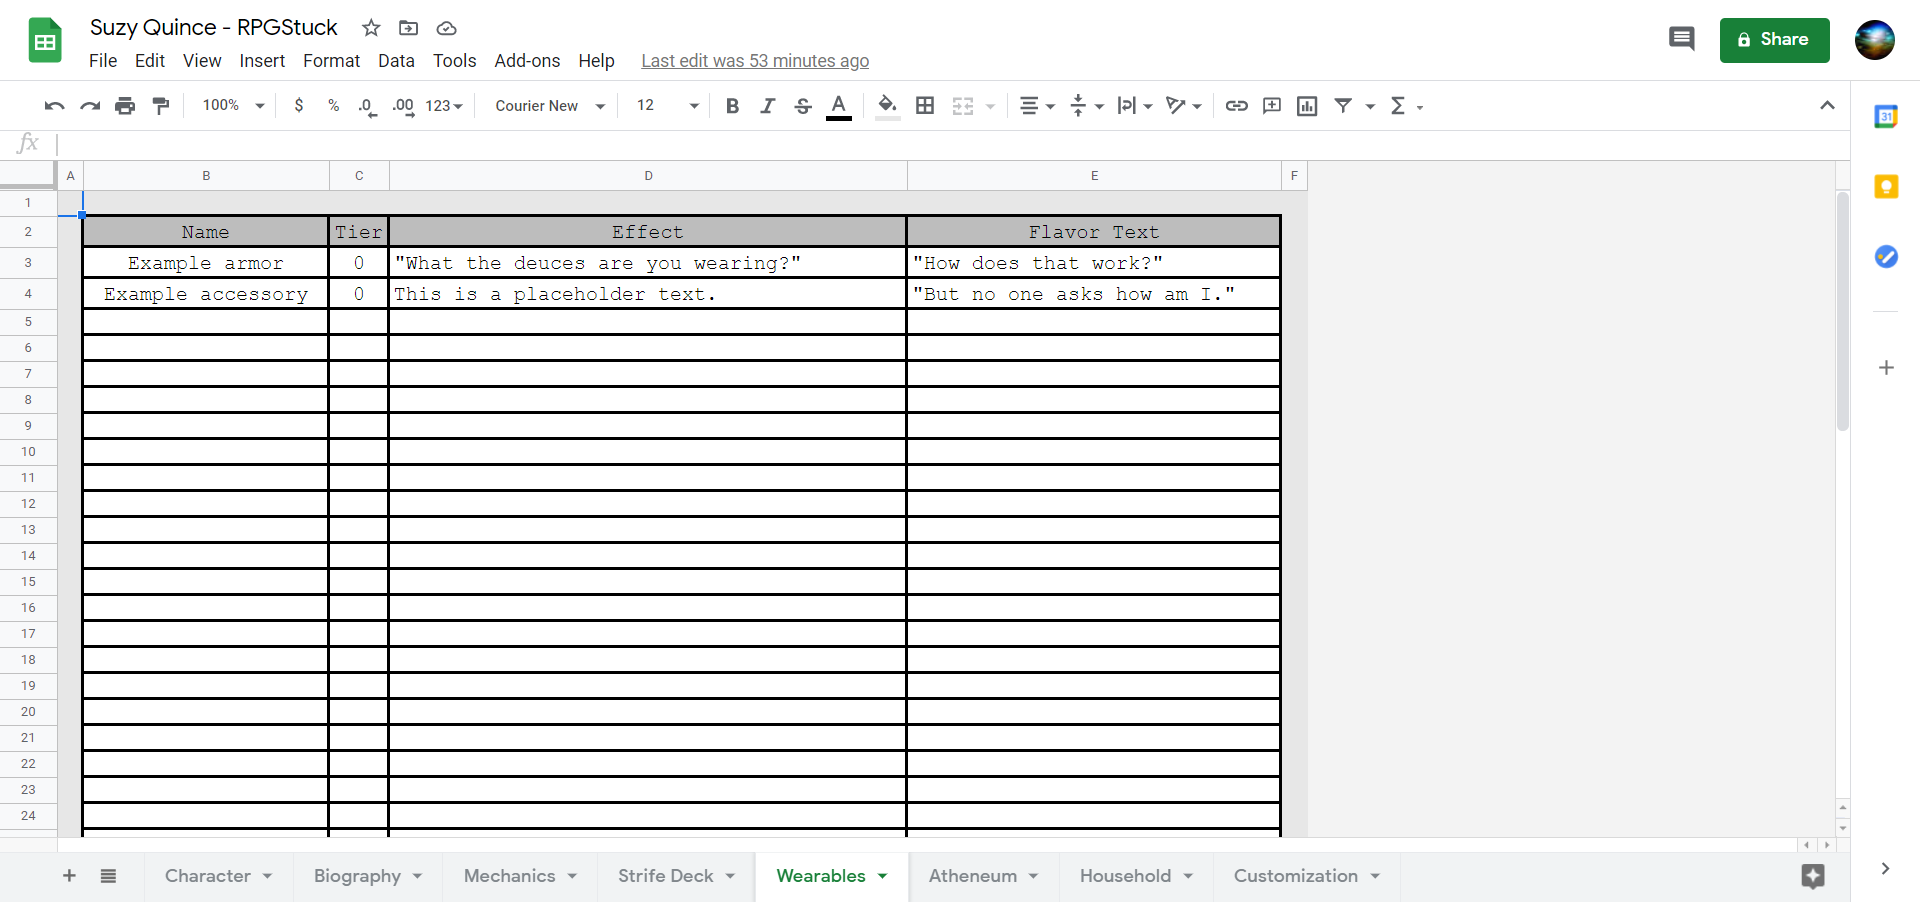 Suzy Quince - RPGStuck
File Edit View Insert Format Data Tools Add-ons Help Last edit was 53 minutes ago
Share
100% $ % .0 .00 123 Courier New 12 B I S A Σ
31
fx
A B C D E F
1
2 Name Tier Effect Flavor Text
3 Example armor 0 "What the deuces are you wearing?" "How does that work?"
4 Example accessory 0 This is a placeholder text. "But no one asks how am I."
5
6
7
8
9
10
11
12
13
14
15
16
17
18
19
20
21
22
23
24
Character Biography Mechanics Strife Deck Wearables Atheneum Household Customization